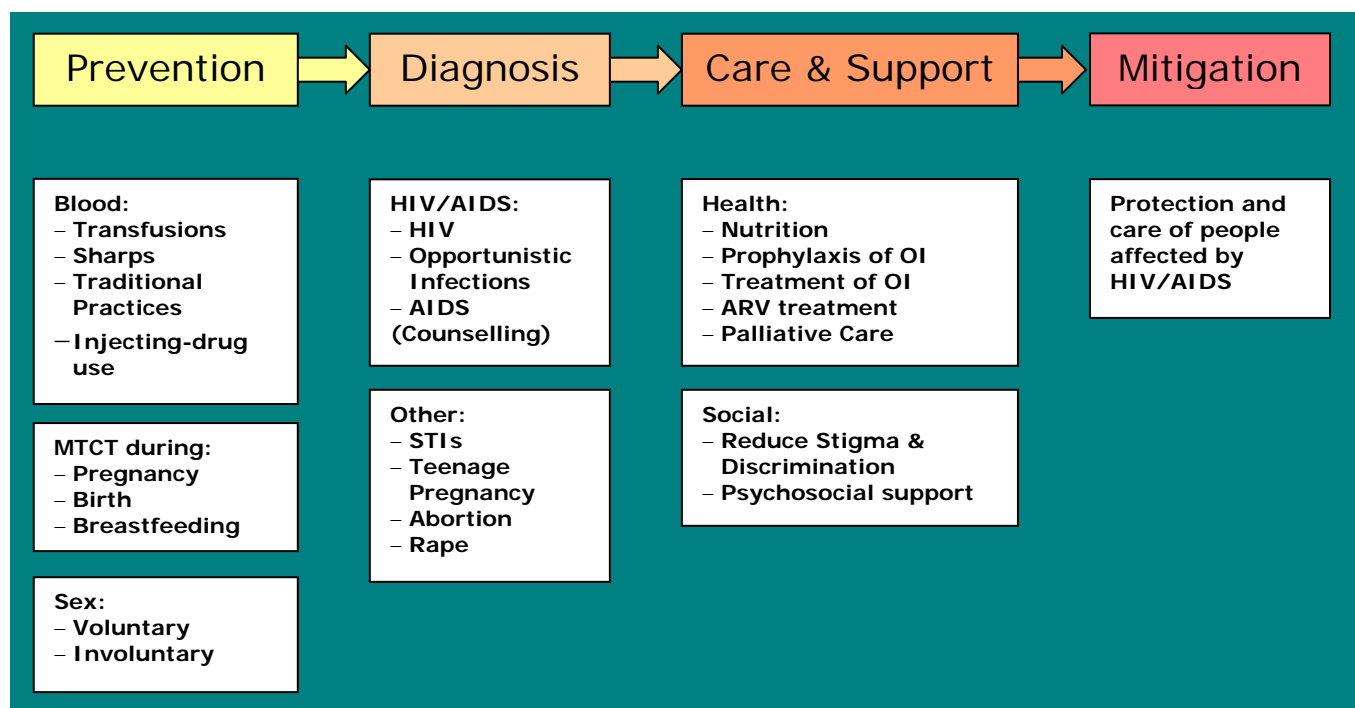 Prevention
Diagnosis
Care & Support
Mitigation
Blood:
– Transfusions
– Sharps
– Traditional
Practices
– Injecting-drug
use
MTCT during:
– Pregnancy
– Birth
– Breastfeeding
Sex:
– Voluntary
– Involuntary
HIV/AIDS:
– HIV
– Opportunistic
Infections
– AIDS
(Counselling)
Other:
– STIs
– Teenage
Pregnancy
– Abortion
– Rape
Health:
– Nutrition
– Prophylaxis of OI
– Treatment of OI
– ARV treatment
– Palliative Care
Social:
– Reduce Stigma &
Discrimination
– Psychosocial support
Protection and
care of people
affected by
HIV/AIDS